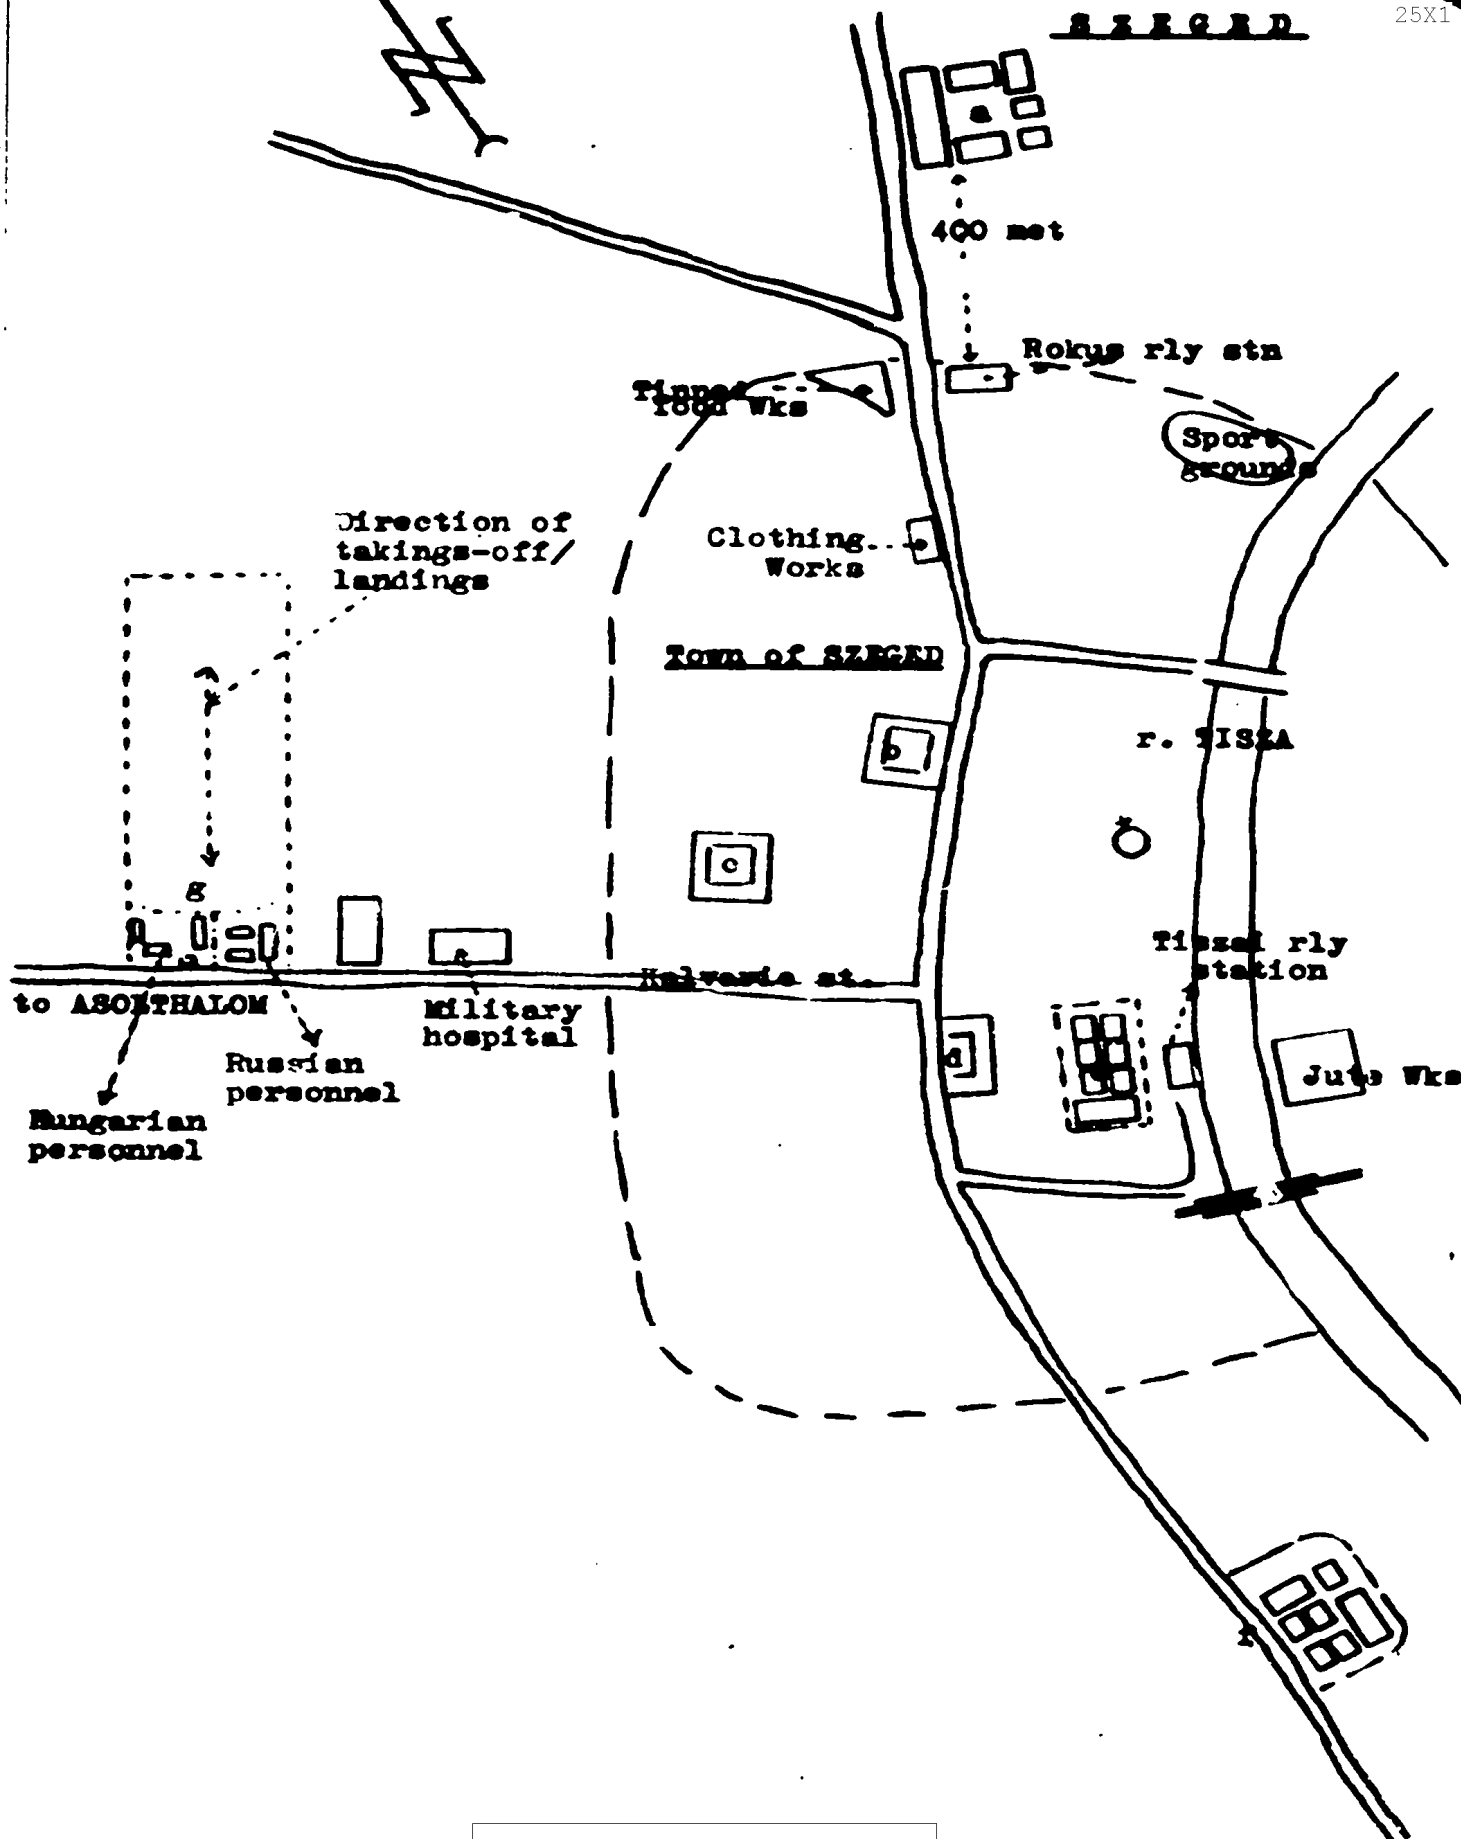 SZEGED
25X1
a
400 met
Rokus rly stn
Tinned
food Wks
Sport
grounds
Direction of
takings-off/
landings
Clothing
Works
Town of SZEGED
b
r. TISZA
c
g
Tiszai rly
station
Kalvaria st.
to ASOTTHALOM
Military
hospital
d
Russian
personnel
Jute Wks
Hungarian
personnel
f